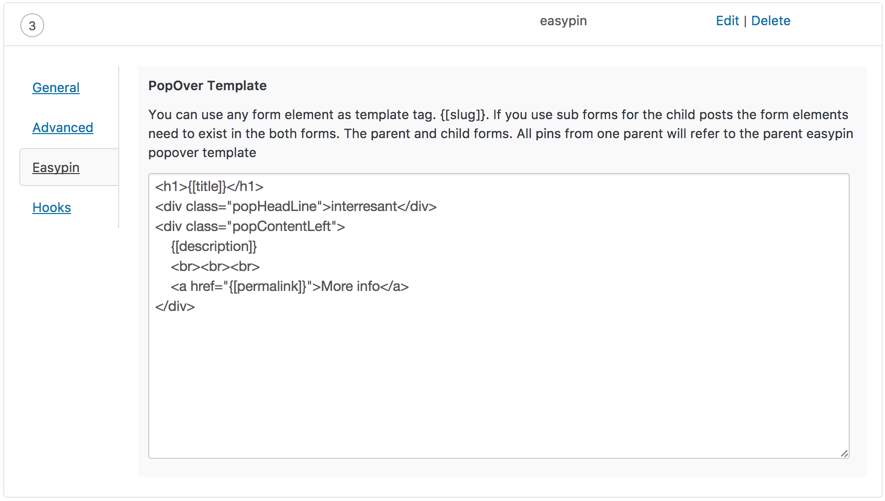 3
easypin
Edit | Delete
General
Advanced
Easypin
Hooks
PopOver Template
You can use any form element as template tag. {[slug]}. If you use sub forms for the child posts the form elements
need to exist in the both forms. The parent and child forms. All pins from one parent will refer to the parent easypin
popover template
<h1>{[title]}</h1>
<div class="popHeadLine">interresant</div>
<div class="popContentLeft">
{[description]}
<br><br><br>
<a href="{[permalink]}">More info</a>
</div>